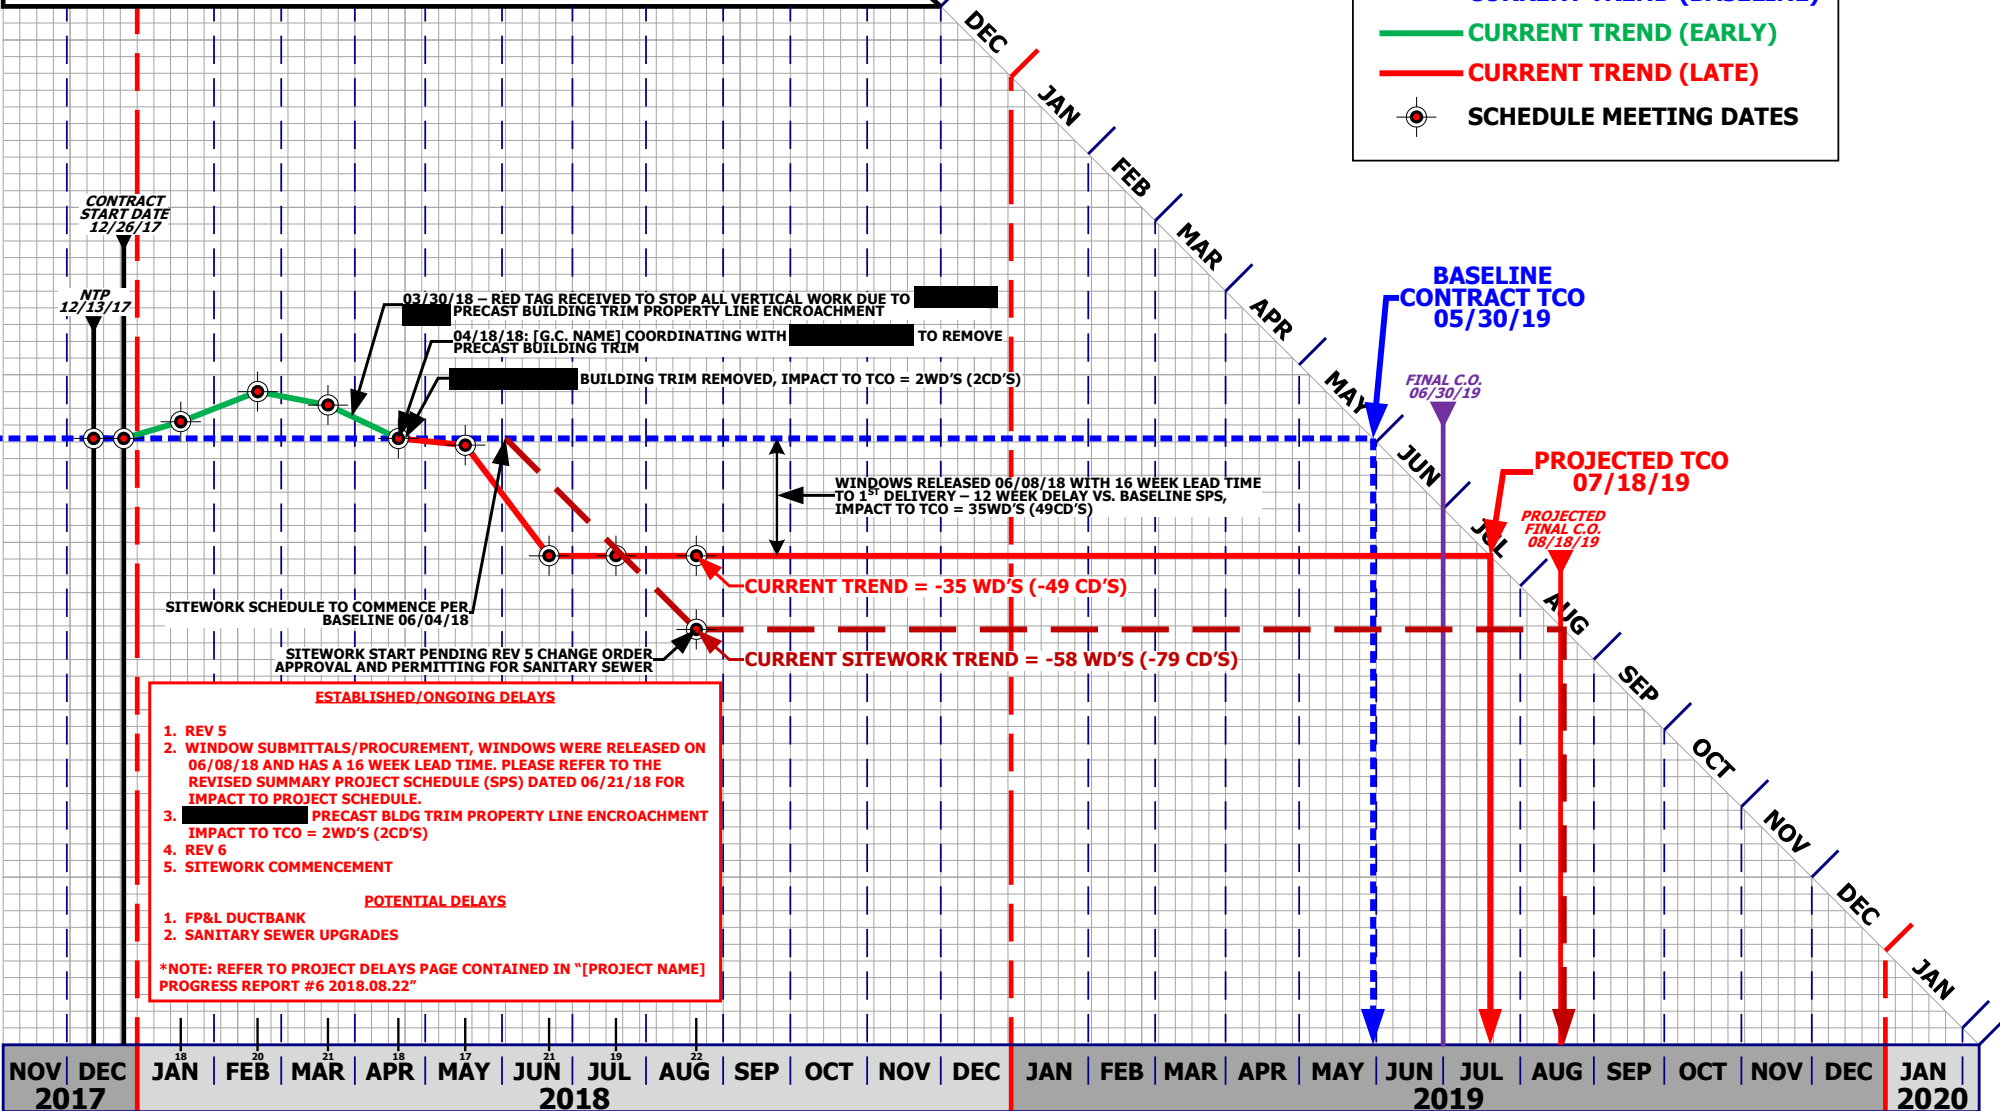 CURRENT TREND (BASELINE)
CURRENT TREND (EARLY)
CURRENT TREND (LATE)
SCHEDULE MEETING DATES
DEC
JAN
FEB
MAR
APR
MAY
JUN
JUL
AUG
SEP
OCT
NOV
DEC
JAN
CONTRACT
START DATE
12/26/17
NTP
12/13/17
03/30/18 – RED TAG RECEIVED TO STOP ALL VERTICAL WORK DUE TO
PRECAST BUILDING TRIM PROPERTY LINE ENCROACHMENT
04/18/18: [G.C. NAME] COORDINATING WITH TO REMOVE
PRECAST BUILDING TRIM
BUILDING TRIM REMOVED, IMPACT TO TCO = 2WD'S (2CD'S)
BASELINE
CONTRACT TCO
05/30/19
FINAL C.O.
06/30/19
PROJECTED TCO
07/18/19
PROJECTED
FINAL C.O.
08/18/19
WINDOWS RELEASED 06/08/18 WITH 16 WEEK LEAD TIME
TO 1ST DELIVERY – 12 WEEK DELAY VS. BASELINE SPS,
IMPACT TO TCO = 35WD'S (49CD'S)
CURRENT TREND = -35 WD'S (-49 CD'S)
SITEWORK SCHEDULE TO COMMENCE PER
BASELINE 06/04/18
SITEWORK START PENDING REV 5 CHANGE ORDER
APPROVAL AND PERMITTING FOR SANITARY SEWER
CURRENT SITEWORK TREND = -58 WD'S (-79 CD'S)
ESTABLISHED/ONGOING DELAYS
1. REV 5
2. WINDOW SUBMITTALS/PROCUREMENT, WINDOWS WERE RELEASED ON
06/08/18 AND HAS A 16 WEEK LEAD TIME. PLEASE REFER TO THE
REVISED SUMMARY PROJECT SCHEDULE (SPS) DATED 06/21/18 FOR
IMPACT TO PROJECT SCHEDULE.
3. PRECAST BLDG TRIM PROPERTY LINE ENCROACHMENT
IMPACT TO TCO = 2WD'S (2CD'S)
4. REV 6
5. SITEWORK COMMENCEMENT
POTENTIAL DELAYS
1. FP&L DUCTBANK
2. SANITARY SEWER UPGRADES
*NOTE: REFER TO PROJECT DELAYS PAGE CONTAINED IN "[PROJECT NAME]
PROGRESS REPORT #6 2018.08.22"
18 20 21 18 17 21 19 22
NOV DEC JAN FEB MAR APR MAY JUN JUL AUG SEP OCT NOV DEC JAN FEB MAR APR MAY JUN JUL AUG SEP OCT NOV DEC JAN
2017 2018 2019 2020